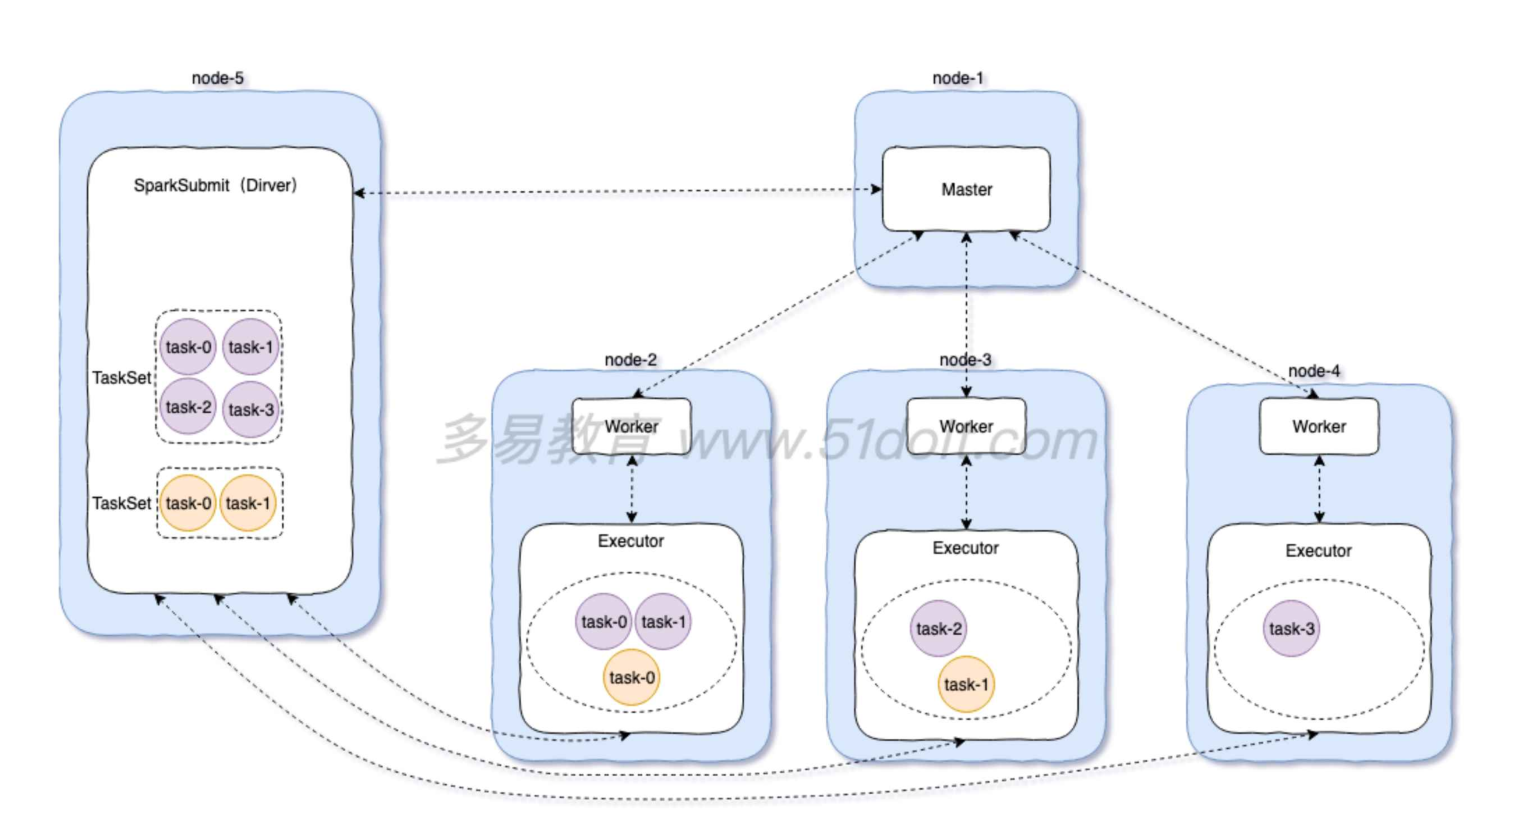 node-5
SparkSubmit（Dirver）
TaskSet
task-0 task-1
task-2 task-3
TaskSet
task-0 task-1
node-1
Master
node-2
Worker
Executor
task-0 task-1
task-0
node-3
Worker
Executor
task-2
task-1
node-4
Worker
Executor
task-3
多易教育 www.51doit.com